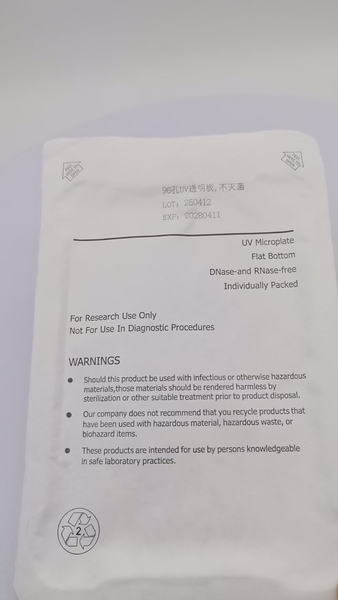 96孔UV透明板,不灭菌
LOT: 250412
EXP: 20280411
UV Microplate
Flat Bottom
DNase-and RNase-free
Individually Packed
For Research Use Only
Not For Use In Diagnostic Procedures
WARNINGS
● Should this product be used with infectious or otherwise hazardous
materials,those materials should be rendered harmless by
sterilization or other suitable treatment prior to product disposal.
● Our company does not recommend that you recycle products that
have been used with hazardous material, hazardous waste, or
biohazard items.
● These products are intended for use by persons knowledgeable
in safe laboratory practices.
2